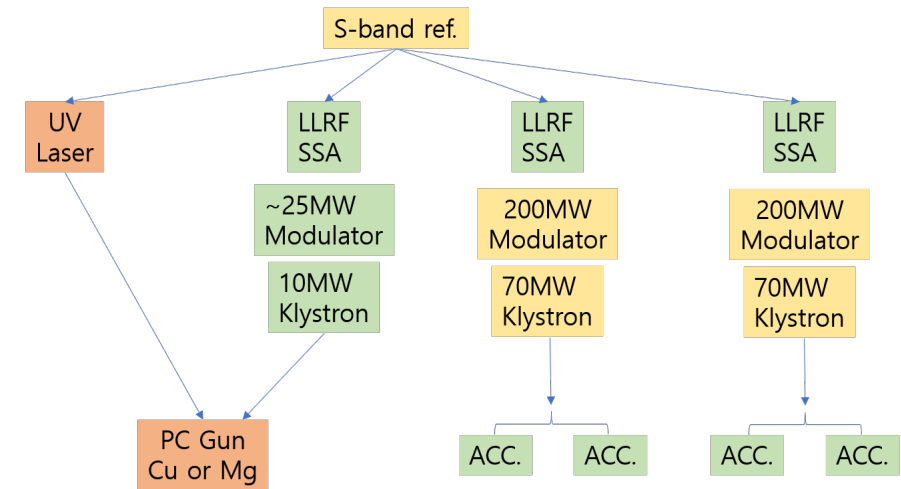 S-band ref.
UV
Laser
LLRF
SSA
LLRF
SSA
LLRF
SSA
~25MW
Modulator
200MW
Modulator
200MW
Modulator
10MW
Klystron
70MW
Klystron
70MW
Klystron
PC Gun
Cu or Mg
ACC.
ACC.
ACC.
ACC.